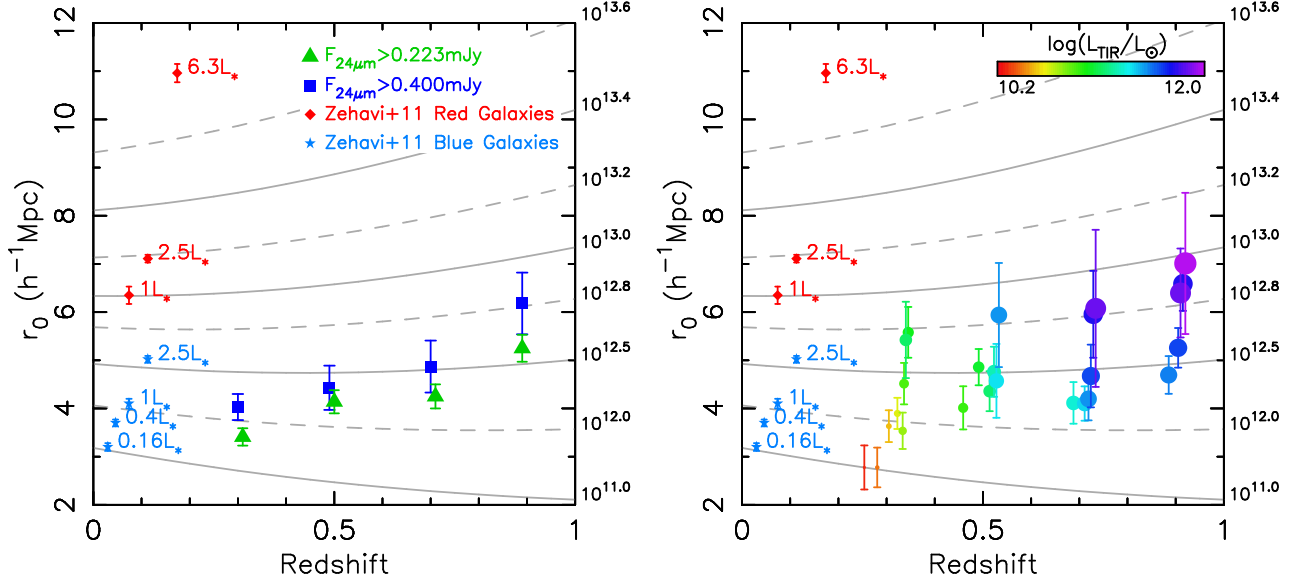 12
10
8
6
4
2
r₀ (h⁻¹Mpc)
0
0.5
1
Redshift
F₂₄μm>0.223mJy
F₂₄μm>0.400mJy
Zehavi+11 Red Galaxies
Zehavi+11 Blue Galaxies
6.3L*
2.5L*
1L*
2.5L*
1L*
0.4L*
0.16L*
10^13.6
10^13.4
10^13.2
10^13.0
10^12.8
10^12.5
10^12.0
10^11.0
12
10
8
6
4
2
r₀ (h⁻¹Mpc)
0
0.5
1
Redshift
log(L_TIR/L_⊙)
10.2 12.0
6.3L*
2.5L*
1L*
2.5L*
1L*
0.4L*
0.16L*
10^13.6
10^13.4
10^13.2
10^13.0
10^12.8
10^12.5
10^12.0
10^11.0